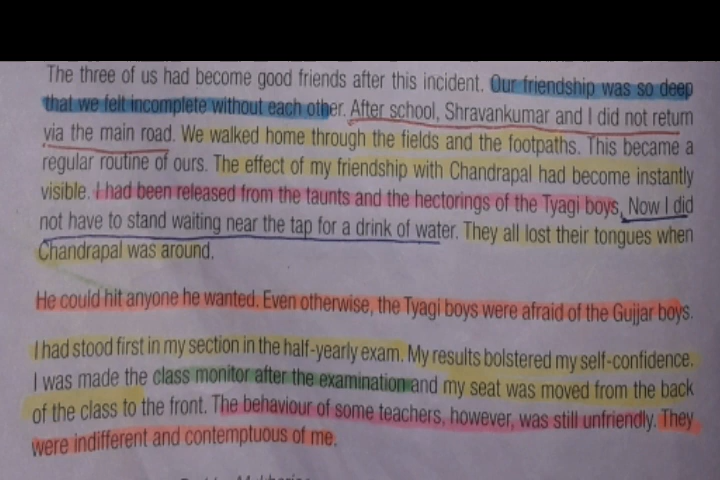 The three of us had become good friends after this incident. Our friendship was so deep
that we felt incomplete without each other. After school, Shravankumar and I did not return
via the main road. We walked home through the fields and the footpaths. This became a
regular routine of ours. The effect of my friendship with Chandrapal had become instantly
visible. I had been released from the taunts and the hectorings of the Tyagi boys. Now I did
not have to stand waiting near the tap for a drink of water. They all lost their tongues when
Chandrapal was around.
He could hit anyone he wanted. Even otherwise, the Tyagi boys were afraid of the Gujjar boys.
I had stood first in my section in the half-yearly exam. My results bolstered my self-confidence.
I was made the class monitor after the examination and my seat was moved from the back
of the class to the front. The behaviour of some teachers, however, was still unfriendly. They
were indifferent and contemptuous of me.